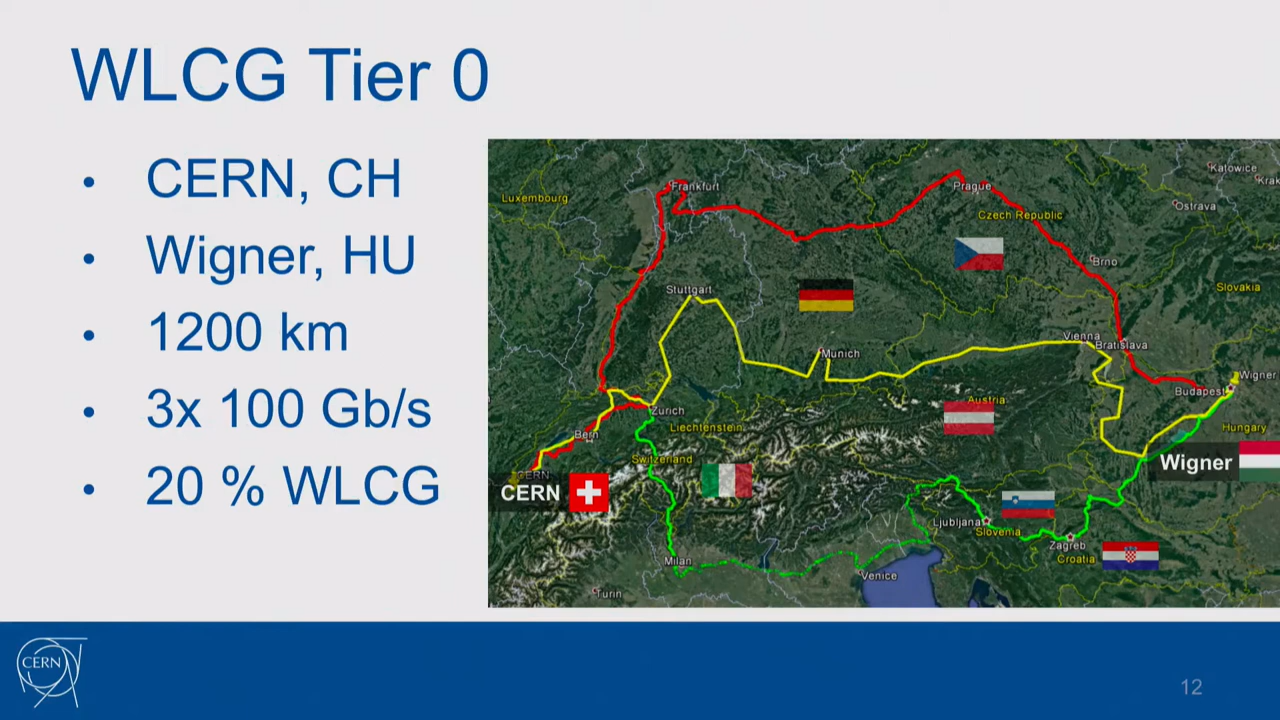 WLCG Tier 0
• CERN, CH
• Wigner, HU
• 1200 km
• 3x 100 Gb/s
• 20 % WLCG
Luxembourg
Frankfurt
Prague
Katowice
Ostrava
Czech Republic
Brno
Slovakia
Stuttgart
Munich
Vienna
Bratislava
Wigner
Budapest
Zurich
Liechtenstein
Austria
Hungary
Bern
Switzerland
CERN
CERN
Wigner
Ljubljana
Slovenia
Zagreb
Croatia
Milan
Venice
Turin
CERN
12